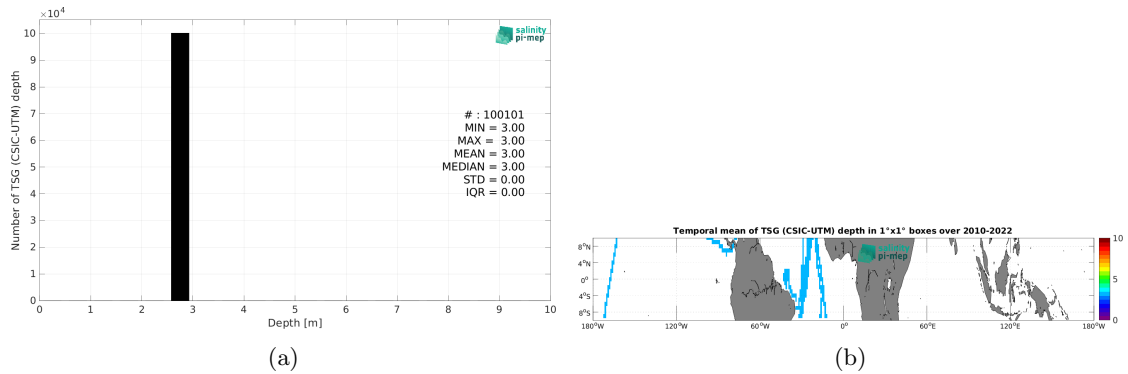 ×10⁴
10
9
8
7
6
5
4
3
2
1
0
Number of TSG (CSIC-UTM) depth
0 1 2 3 4 5 6 7 8 9 10
Depth [m]
salinity
pi-mep
# : 100101
MIN = 3.00
MAX = 3.00
MEAN = 3.00
MEDIAN = 3.00
STD = 0.00
IQR = 0.00
(a)
Temporal mean of TSG (CSIC-UTM) depth in 1°x1° boxes over 2010-2022
8°N
4°N
0°
4°S
8°S
180°W 120°W 60°W 0° 60°E 120°E 180°W
salinity
pi-mep
10
5
0
(b)